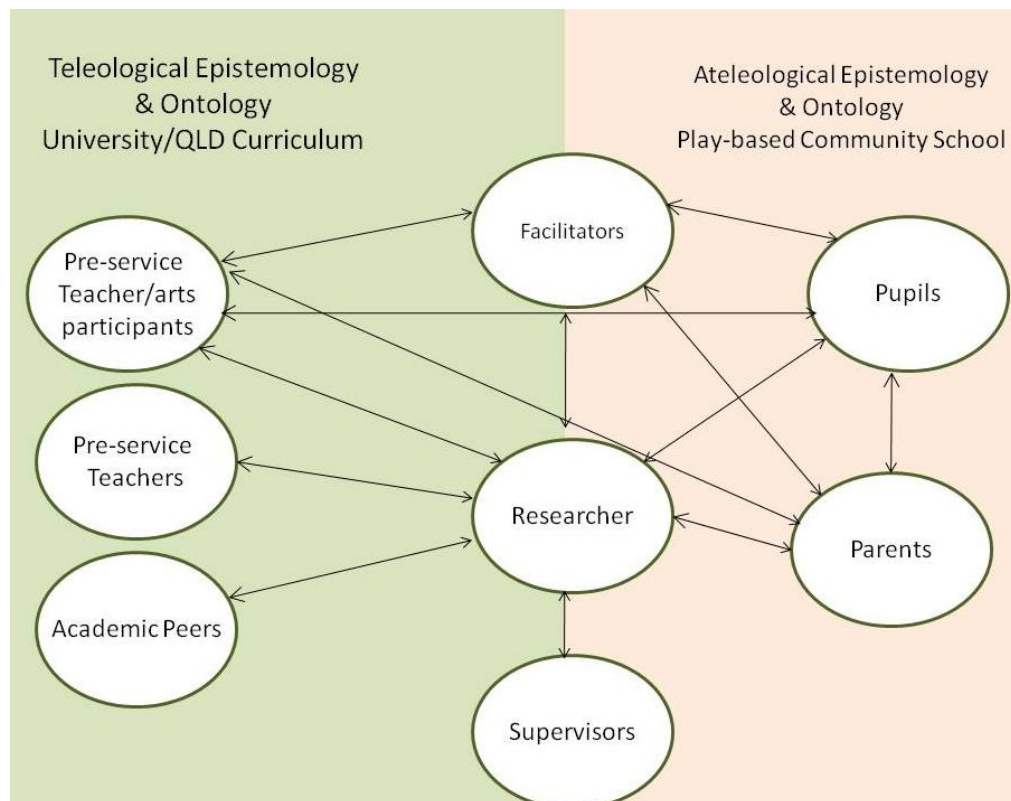 Teleological Epistemology
& Ontology
University/QLD Curriculum
Ateleological Epistemology
& Ontology
Play-based Community School
Facilitators
Pre-service
Teacher/arts
participants
Pupils
Pre-service
Teachers
Researcher
Parents
Academic Peers
Supervisors